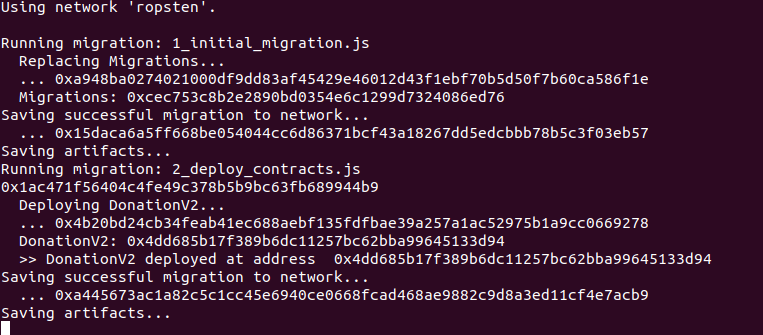 Using network 'ropsten'.
Running migration: 1_initial_migration.js
Replacing Migrations...
... 0xa948ba0274021000df9dd83af45429e46012d43f1ebf70b5d50f7b60ca586f1e
Migrations: 0xcec753c8b2e2890bd0354e6c1299d7324086ed76
Saving successful migration to network...
... 0x15daca6a5ff668be054044cc6d86371bcf43a18267dd5edcbbb78b5c3f03eb57
Saving artifacts...
Running migration: 2_deploy_contracts.js
0x1ac471f56404c4fe49c378b5b9bc63fb689944b9
Deploying DonationV2...
... 0x4b20bd24cb34feab41ec688aebf135fdfbae39a257a1ac52975b1a9cc0669278
DonationV2: 0x4dd685b17f389b6dc11257bc62bba99645133d94
>> DonationV2 deployed at address  0x4dd685b17f389b6dc11257bc62bba99645133d94
Saving successful migration to network...
... 0xa445673ac1a82c5c1cc45e6940ce0668fcad468ae9882c9d8a3ed11cf4e7acb9
Saving artifacts...